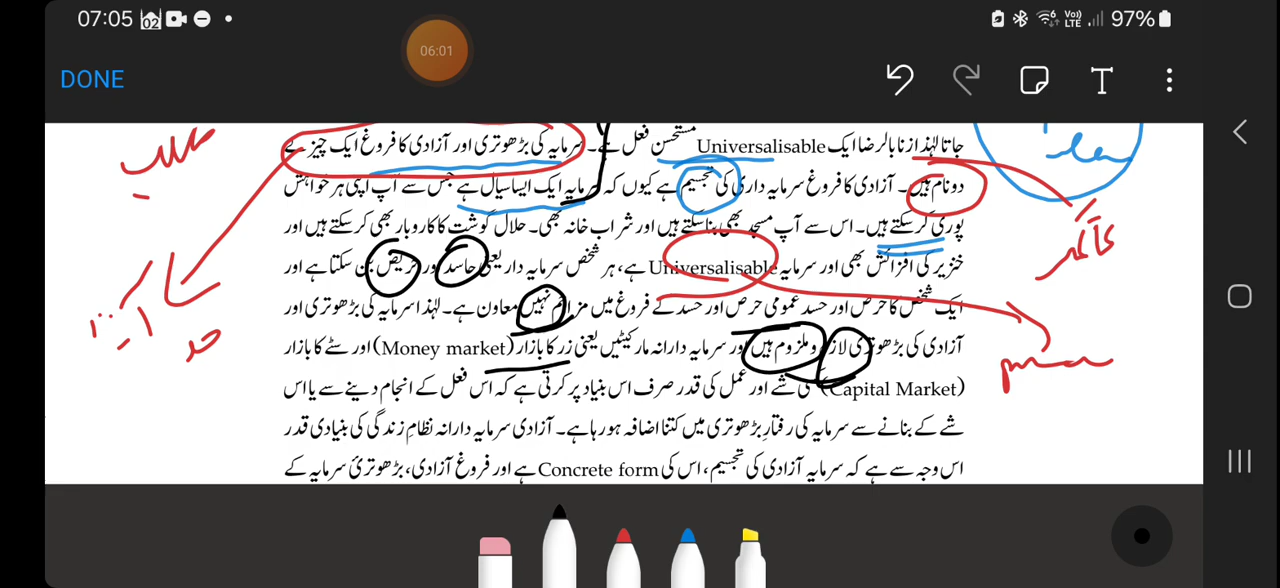 07:05
06:01
Vo)) LTE
97%
DONE
T
جاتا لہٰذا زنا بالرضا ایک Universalisable مستحسن فعل ہے۔ سرمایہ کی بڑھوتری اور آزادی کا فروغ ایک چیز کے
دو نام ہیں۔ آزادی کا فروغ سرمایہ داری کی تجسیم ہے کیوں کہ سرمایہ ایک ایسا سیال ہے جس سے آپ اپنی ہر خواہش
پوری کر سکتے ہیں۔ اس سے آپ مسجد بھی بنا سکتے ہیں اور شراب خانہ بھی۔ حلال گوشت کا کاروبار بھی کر سکتے ہیں اور
خنزیر کی افزائش بھی اور سرمایہ Universalisable ہے، ہر شخص سرمایہ دار یعنی حاسد اور حریص بن سکتا ہے اور
ایک شخص کا حرص اور حسد عمومی حرص اور حسد کے فروغ میں مزاحم نہیں معاون ہے۔ لہٰذا سرمایہ کی بڑھوتری اور
آزادی کی بڑھوتری لازم و ملزوم ہیں اور سرمایہ دارانہ مارکیٹیں یعنی زر کا بازار (Money market) اور سٹے کا بازار
(Capital Market) شے اور عمل کی قدر صرف اس بنیاد پر کرتی ہے کہ اس فعل کے انجام دینے سے یا اس
شے کے بنانے سے سرمایہ کی رفتارِ بڑھوتری میں کتنا اضافہ ہو رہا ہے۔ آزادی سرمایہ دارانہ نظامِ زندگی کی بنیادی قدر
اس وجہ سے ہے کہ سرمایہ آزادی کی تجسیم، اس کی Concrete form ہے اور فروغ آزادی، بڑھوتریٔ سرمایہ کے